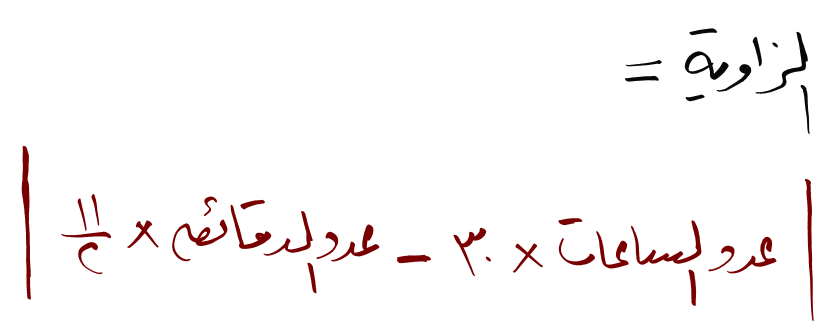 الزاوية =
| عدد الساعات × ٣٠ − عدد الدقائق × ١١/٢ |